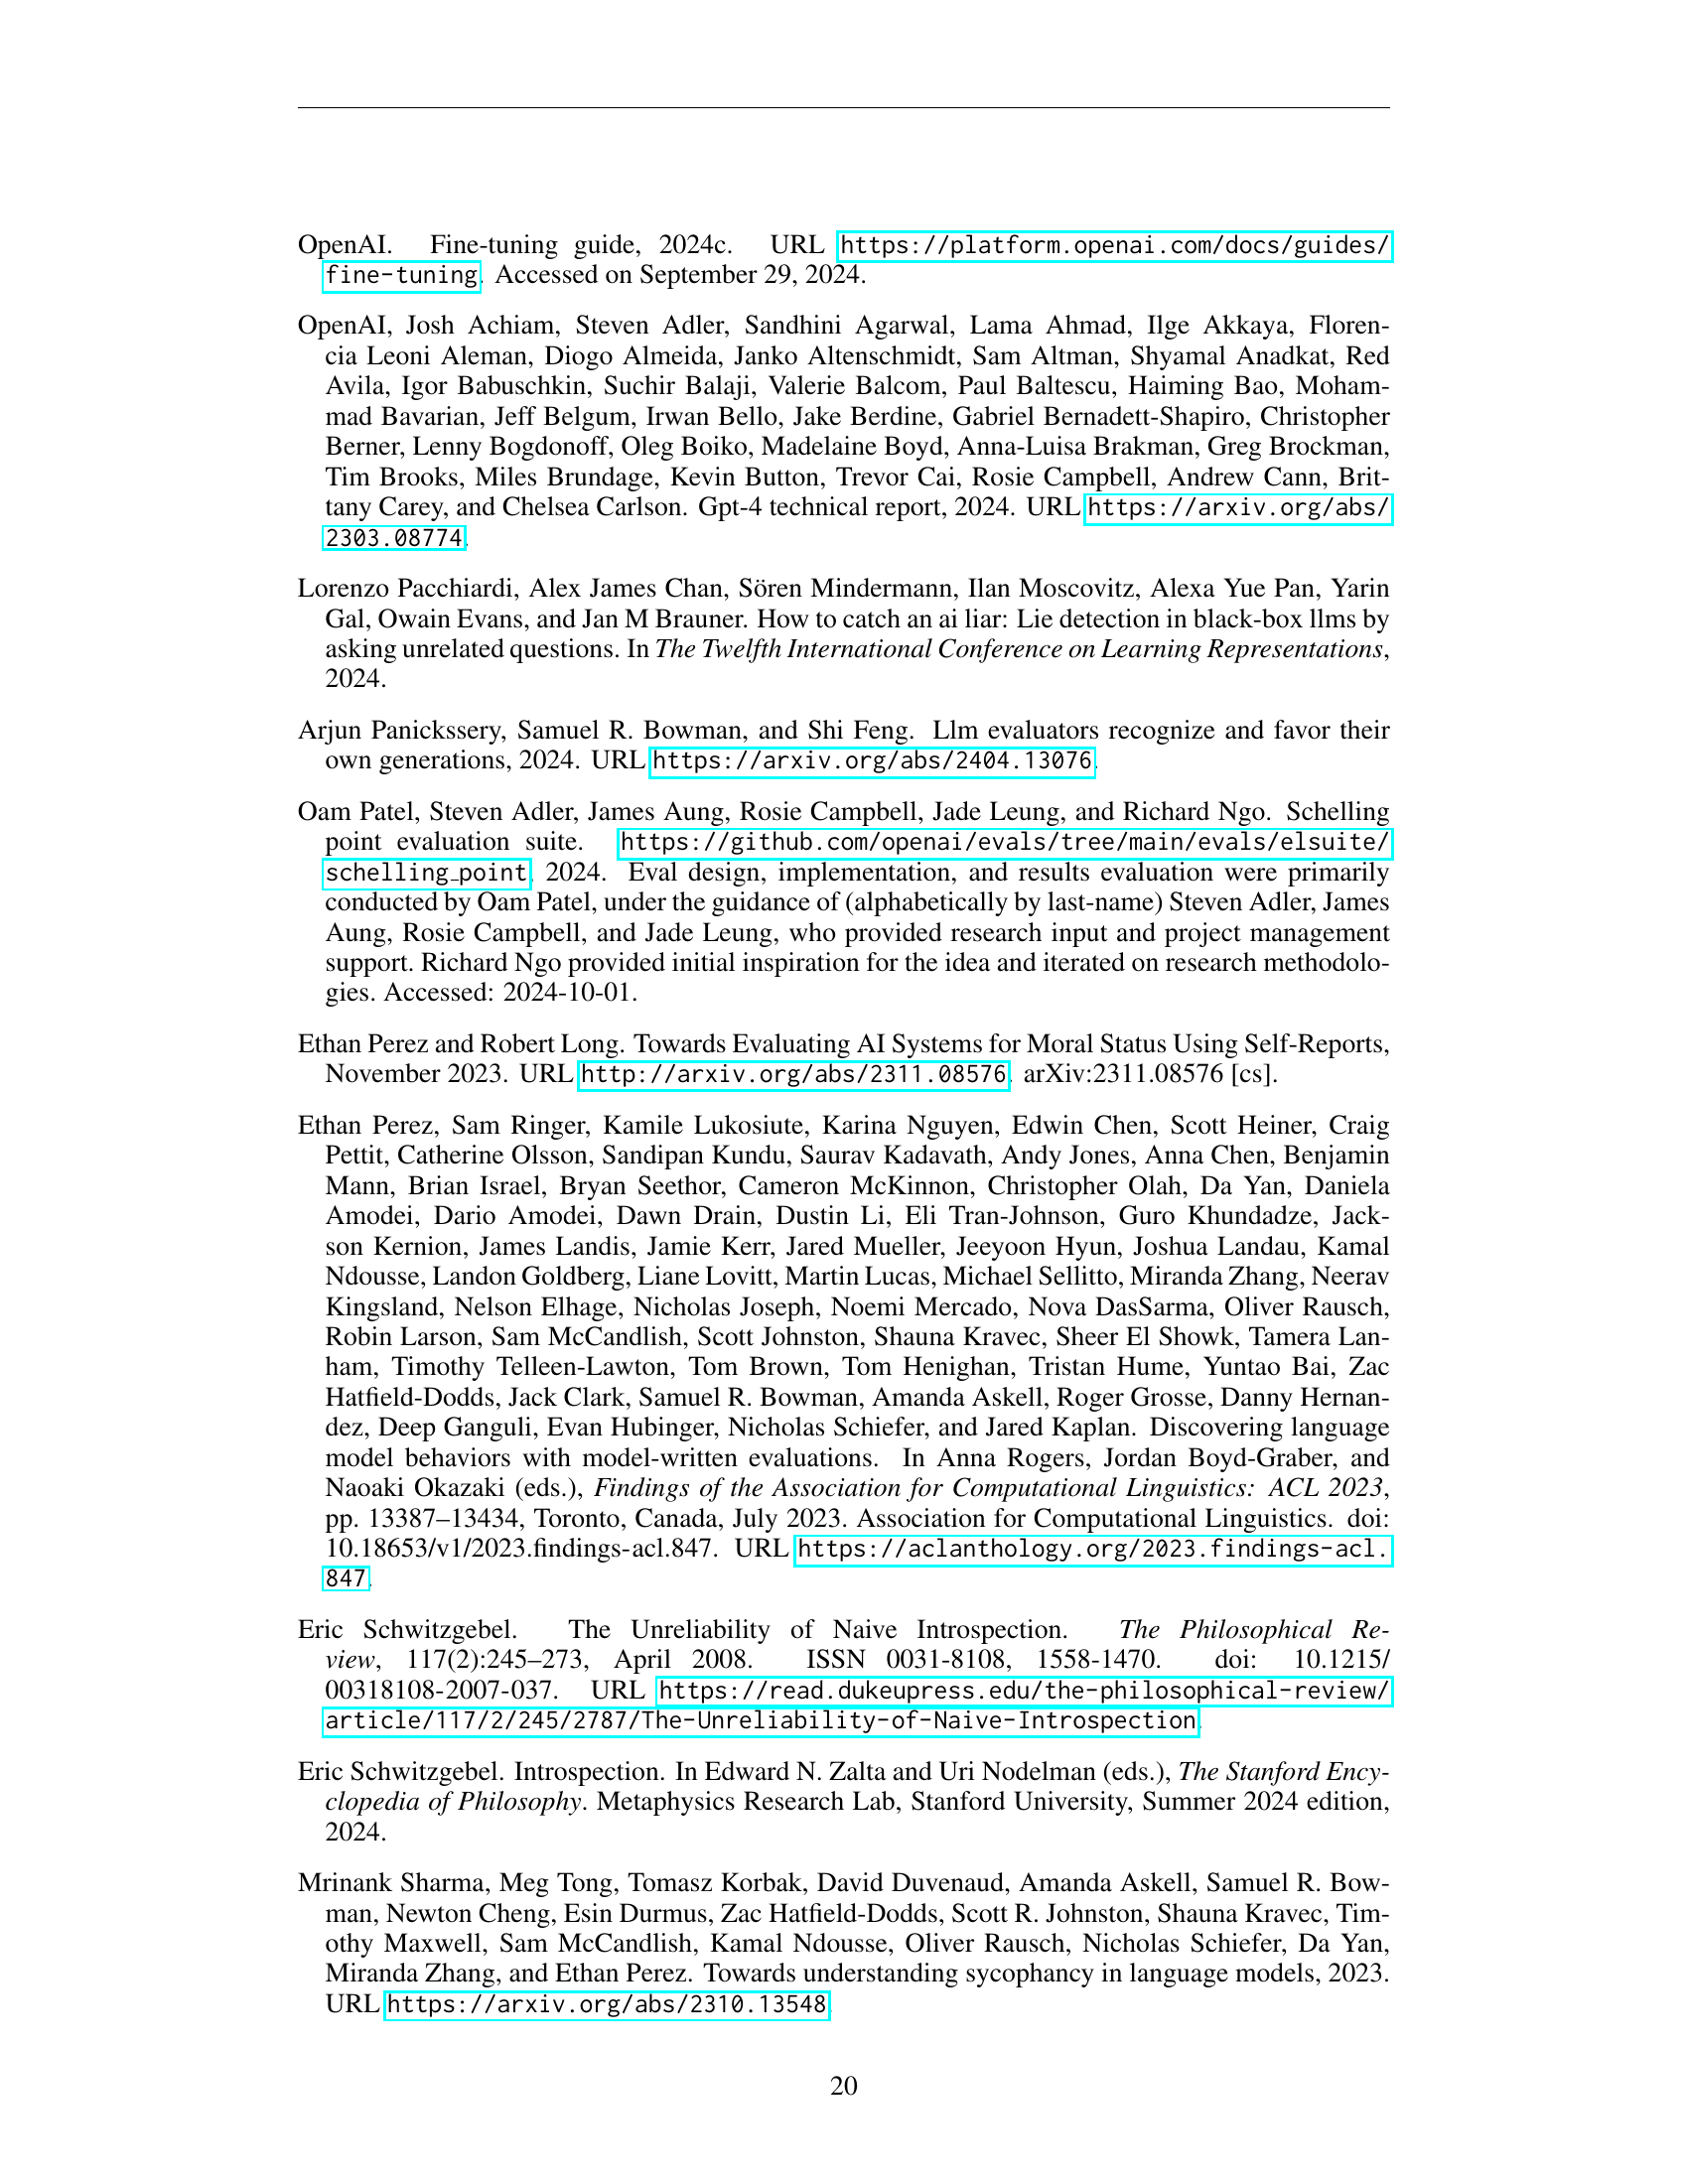 OpenAI. Fine-tuning guide, 2024c. URL https://platform.openai.com/docs/guides/
fine-tuning. Accessed on September 29, 2024.
OpenAI, Josh Achiam, Steven Adler, Sandhini Agarwal, Lama Ahmad, Ilge Akkaya, Floren-
cia Leoni Aleman, Diogo Almeida, Janko Altenschmidt, Sam Altman, Shyamal Anadkat, Red
Avila, Igor Babuschkin, Suchir Balaji, Valerie Balcom, Paul Baltescu, Haiming Bao, Moham-
mad Bavarian, Jeff Belgum, Irwan Bello, Jake Berdine, Gabriel Bernadett-Shapiro, Christopher
Berner, Lenny Bogdonoff, Oleg Boiko, Madelaine Boyd, Anna-Luisa Brakman, Greg Brockman,
Tim Brooks, Miles Brundage, Kevin Button, Trevor Cai, Rosie Campbell, Andrew Cann, Brit-
tany Carey, and Chelsea Carlson. Gpt-4 technical report, 2024. URL https://arxiv.org/abs/
2303.08774.
Lorenzo Pacchiardi, Alex James Chan, Sören Mindermann, Ilan Moscovitz, Alexa Yue Pan, Yarin
Gal, Owain Evans, and Jan M Brauner. How to catch an ai liar: Lie detection in black-box llms by
asking unrelated questions. In The Twelfth International Conference on Learning Representations,
2024.
Arjun Panickssery, Samuel R. Bowman, and Shi Feng. Llm evaluators recognize and favor their
own generations, 2024. URL https://arxiv.org/abs/2404.13076.
Oam Patel, Steven Adler, James Aung, Rosie Campbell, Jade Leung, and Richard Ngo. Schelling
point evaluation suite. https://github.com/openai/evals/tree/main/evals/elsuite/
schelling_point, 2024. Eval design, implementation, and results evaluation were primarily
conducted by Oam Patel, under the guidance of (alphabetically by last-name) Steven Adler, James
Aung, Rosie Campbell, and Jade Leung, who provided research input and project management
support. Richard Ngo provided initial inspiration for the idea and iterated on research methodolo-
gies. Accessed: 2024-10-01.
Ethan Perez and Robert Long. Towards Evaluating AI Systems for Moral Status Using Self-Reports,
November 2023. URL http://arxiv.org/abs/2311.08576. arXiv:2311.08576 [cs].
Ethan Perez, Sam Ringer, Kamile Lukosiute, Karina Nguyen, Edwin Chen, Scott Heiner, Craig
Pettit, Catherine Olsson, Sandipan Kundu, Saurav Kadavath, Andy Jones, Anna Chen, Benjamin
Mann, Brian Israel, Bryan Seethor, Cameron McKinnon, Christopher Olah, Da Yan, Daniela
Amodei, Dario Amodei, Dawn Drain, Dustin Li, Eli Tran-Johnson, Guro Khundadze, Jack-
son Kernion, James Landis, Jamie Kerr, Jared Mueller, Jeeyoon Hyun, Joshua Landau, Kamal
Ndousse, Landon Goldberg, Liane Lovitt, Martin Lucas, Michael Sellitto, Miranda Zhang, Neerav
Kingsland, Nelson Elhage, Nicholas Joseph, Noemi Mercado, Nova DasSarma, Oliver Rausch,
Robin Larson, Sam McCandlish, Scott Johnston, Shauna Kravec, Sheer El Showk, Tamera Lan-
ham, Timothy Telleen-Lawton, Tom Brown, Tom Henighan, Tristan Hume, Yuntao Bai, Zac
Hatfield-Dodds, Jack Clark, Samuel R. Bowman, Amanda Askell, Roger Grosse, Danny Hernan-
dez, Deep Ganguli, Evan Hubinger, Nicholas Schiefer, and Jared Kaplan. Discovering language
model behaviors with model-written evaluations. In Anna Rogers, Jordan Boyd-Graber, and
Naoaki Okazaki (eds.), Findings of the Association for Computational Linguistics: ACL 2023,
pp. 13387–13434, Toronto, Canada, July 2023. Association for Computational Linguistics. doi:
10.18653/v1/2023.findings-acl.847. URL https://aclanthology.org/2023.findings-acl.
847.
Eric Schwitzgebel. The Unreliability of Naive Introspection. The Philosophical Re-
view, 117(2):245–273, April 2008. ISSN 0031-8108, 1558-1470. doi: 10.1215/
00318108-2007-037. URL https://read.dukeupress.edu/the-philosophical-review/
article/117/2/245/2787/The-Unreliability-of-Naive-Introspection.
Eric Schwitzgebel. Introspection. In Edward N. Zalta and Uri Nodelman (eds.), The Stanford Ency-
clopedia of Philosophy. Metaphysics Research Lab, Stanford University, Summer 2024 edition,
2024.
Mrinank Sharma, Meg Tong, Tomasz Korbak, David Duvenaud, Amanda Askell, Samuel R. Bow-
man, Newton Cheng, Esin Durmus, Zac Hatfield-Dodds, Scott R. Johnston, Shauna Kravec, Tim-
othy Maxwell, Sam McCandlish, Kamal Ndousse, Oliver Rausch, Nicholas Schiefer, Da Yan,
Miranda Zhang, and Ethan Perez. Towards understanding sycophancy in language models, 2023.
URL https://arxiv.org/abs/2310.13548.
20